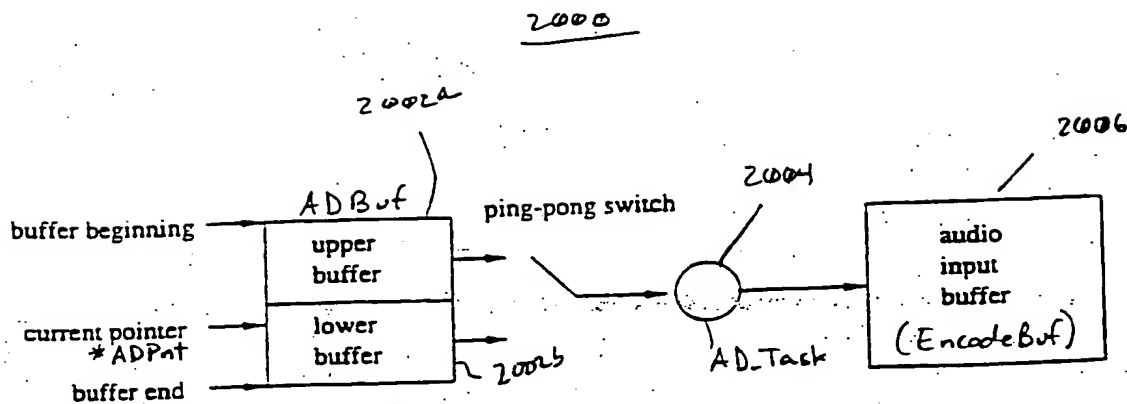 2000
2002a
2006
2004
ADBuf
ping-pong switch
buffer beginning
upper
buffer
audio
input
buffer
(EncodeBuf)
current pointer
*ADPnt
lower
buffer
2002b
AD_Task
buffer end